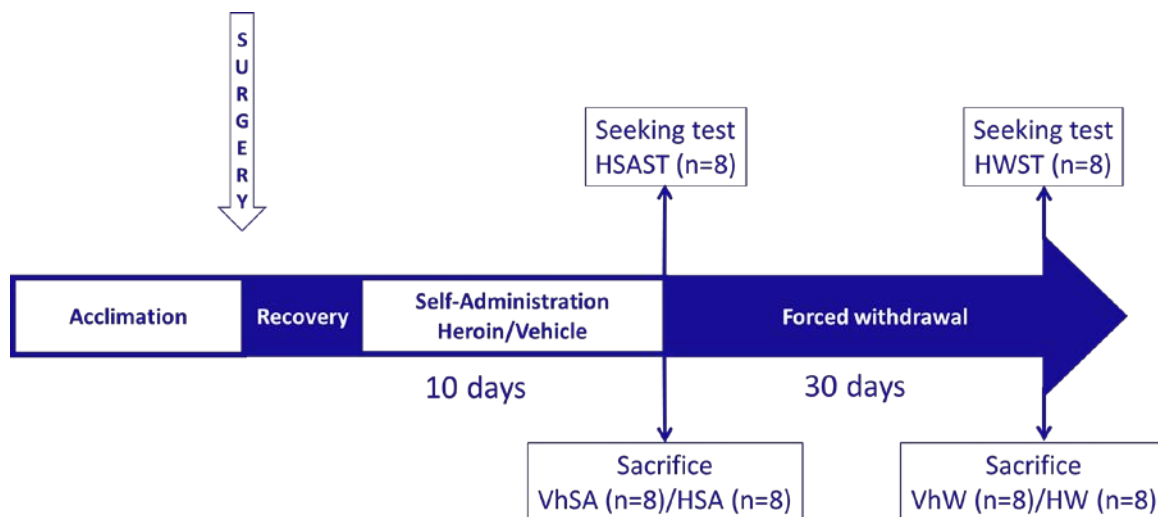 SURGERY
Seeking test
HSAST (n=8)
Seeking test
HWST (n=8)
Acclimation
Recovery
Self-Administration
Heroin/Vehicle
Forced withdrawal
10 days
30 days
Sacrifice
VhSA (n=8)/HSA (n=8)
Sacrifice
VhW (n=8)/HW (n=8)